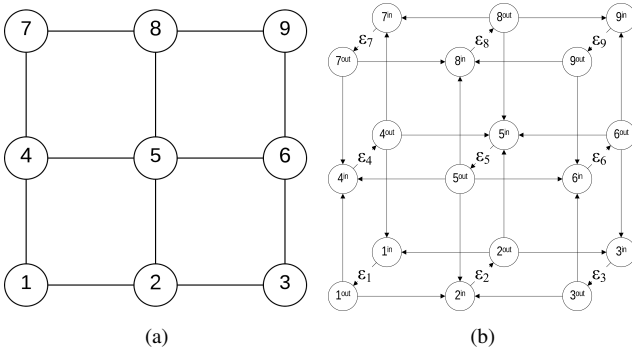 7 8 9
4 5 6
1 2 3
(a)
7in 8out 9in
ε7 ε8 ε9
7out 8in 9out
4out 5in 6out
ε4 ε5 ε6
4in 5out 6in
1in 2out 3in
ε1 ε2 ε3
1out 2in 3out
(b)